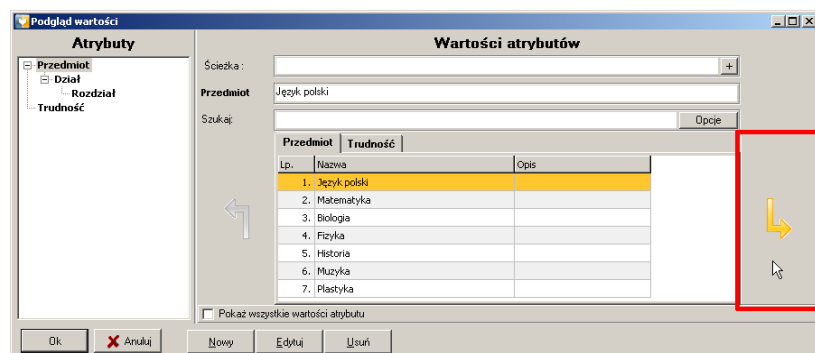 Podgląd wartości
Atrybuty
Wartości atrybutów
Przedmiot
Dział
Rozdział
Trudność
Ścieżka :
+
Przedmiot
Język polski
Szukaj:
Opcje
Przedmiot Trudność
Lp. Nazwa Opis
1. Język polski
2. Matematyka
3. Biologia
4. Fizyka
5. Historia
6. Muzyka
7. Plastyka
Pokaż wszystkie wartości atrybutu
Ok Anuluj Nowy Edytuj Usuń